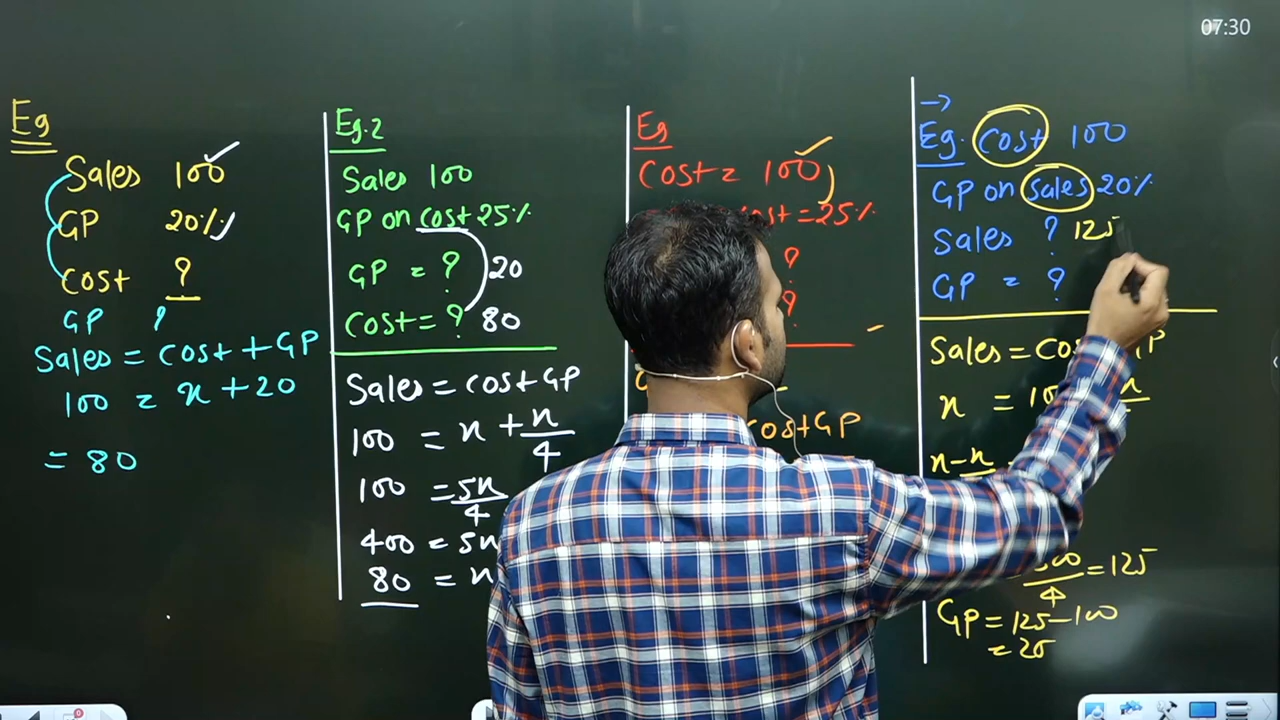 07:30
Eg
Sales 100
GP 20%
Cost ?
GP ?
Sales = Cost + GP
100 = x + 20
= 80
Eg.2
Sales 100
GP on cost 25%
GP = ? 20
Cost = ? 80
Sales = Cost + GP
100 = x + x/4
100 = 5x/4
400 = 5x
80 = x
Eg
Cost = 100
cost = 25%
?
?
Cost + GP
Eg. Cost 100
GP on Sales 20%
Sales ? 125
GP = ?
Sales =
x =
x - x
= 125
4
GP = 125 - 100
= 25